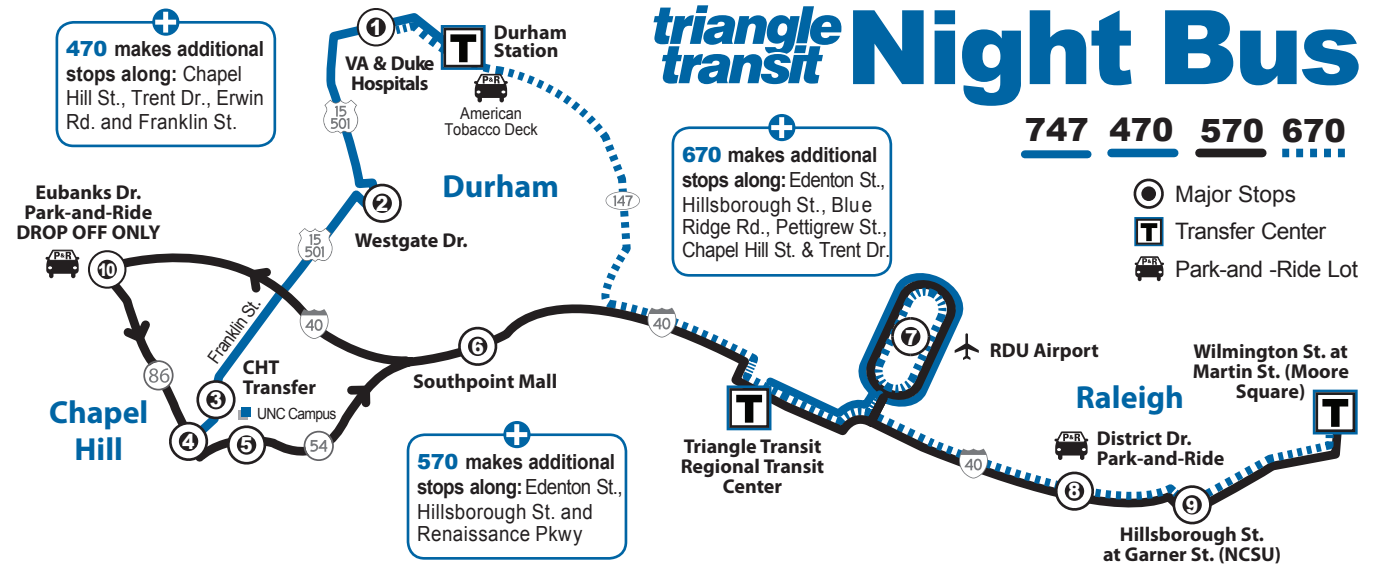 triangle
transit
Night Bus
747 470 570 670
Major Stops
Transfer Center
Park-and -Ride Lot
+
470 makes additional
stops along: Chapel
Hill St., Trent Dr., Erwin
Rd. and Franklin St.
1
VA & Duke
Hospitals
T
Durham
Station
P&R
American
Tobacco Deck
15
501
Durham
2
Westgate Dr.
15
501
147
+
670 makes additional
stops along: Edenton St.,
Hillsborough St., Blue
Ridge Rd., Pettigrew St.,
Chapel Hill St. & Trent Dr.
T
P&R
Eubanks Dr.
Park-and-Ride
DROP OFF ONLY
P&R
10
Franklin St.
40
86
CHT
Transfer
3
UNC Campus
Chapel
Hill
4
5
54
6
Southpoint Mall
40
+
570 makes additional
stops along: Edenton St.,
Hillsborough St. and
Renaissance Pkwy
T
Triangle Transit
Regional Transit
Center
7
RDU Airport
Raleigh
P&R
District Dr.
Park-and-Ride
40
8
9
Hillsborough St.
at Garner St. (NCSU)
Wilmington St. at
Martin St. (Moore
Square)
T